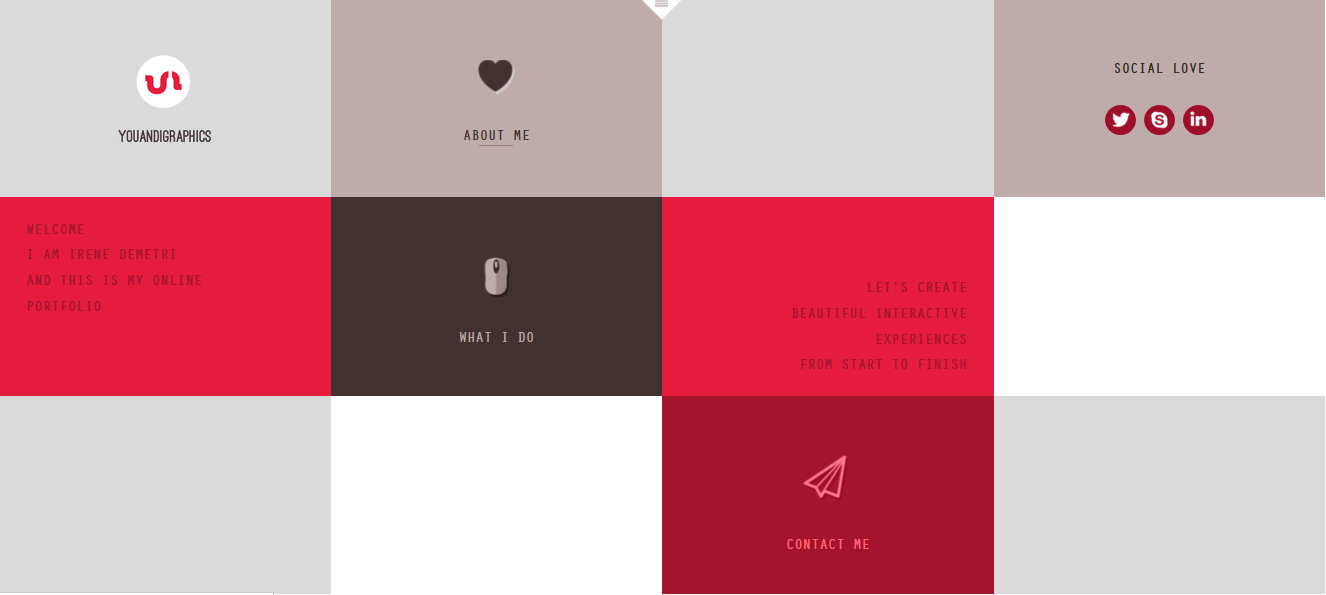 YOUANDIGRAPHICS
ABOUT ME
SOCIAL LOVE
in
WELCOME
I AM IRENE DEMETRI
AND THIS IS MY ONLINE
PORTFOLIO
WHAT I DO
LET'S CREATE
BEAUTIFUL INTERACTIVE
EXPERIENCES
FROM START TO FINISH
CONTACT ME